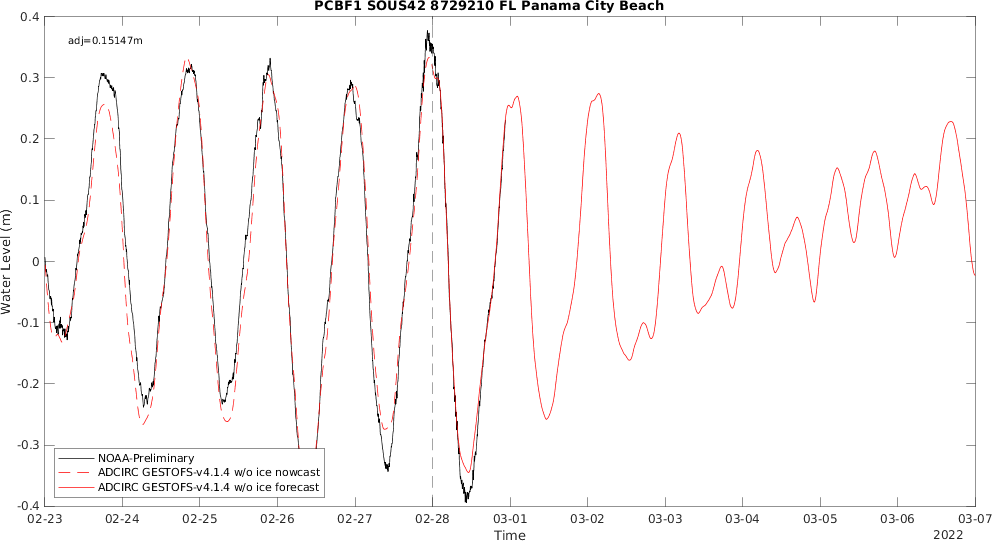 PCBF1 SOUS42 8729210 FL Panama City Beach
0.4
adj=0.15147m
0.3
0.2
0.1
0
-0.1
-0.2
-0.3
-0.4
Water Level (m)
NOAA-Preliminary
ADCIRC GESTOFS-v4.1.4 w/o ice nowcast
ADCIRC GESTOFS-v4.1.4 w/o ice forecast
02-23 02-24 02-25 02-26 02-27 02-28 03-01 03-02 03-03 03-04 03-05 03-06 03-07
Time
2022